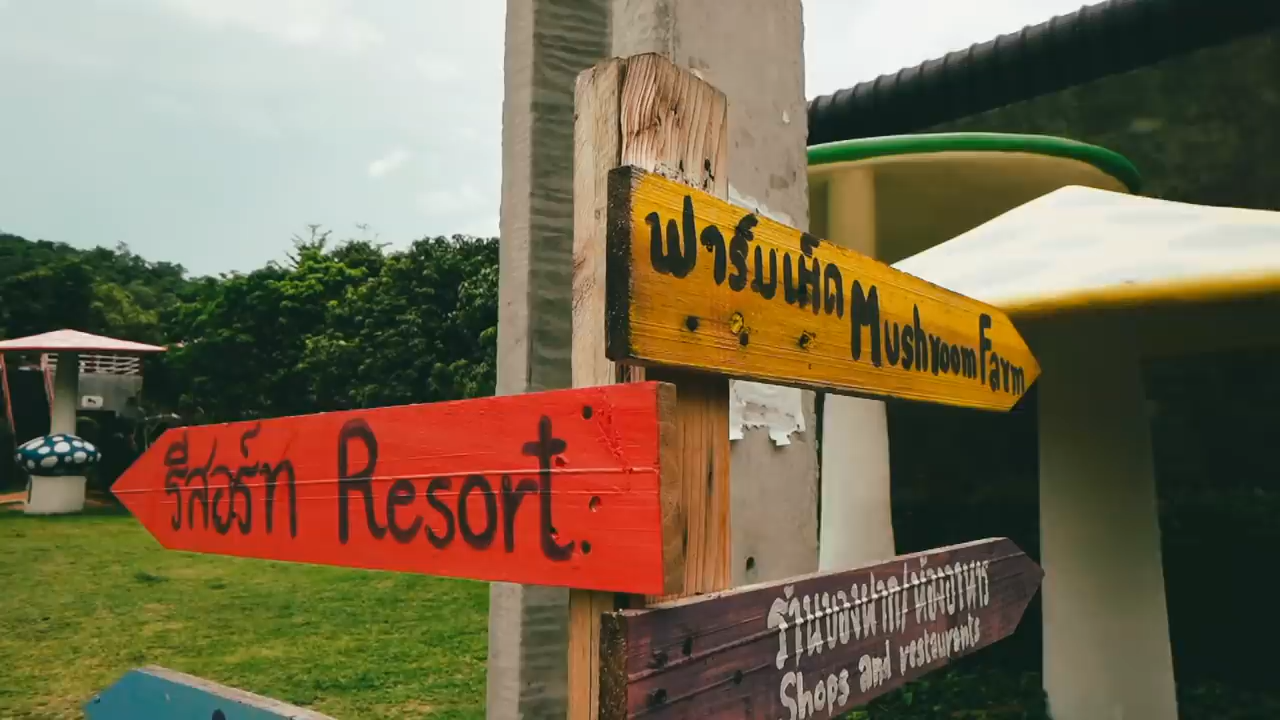 ฟาร์มเห็ด Mushroom Farm
รีสอร์ท Resort.
ร้านของฝาก/ห้องอาหาร
Shops and restaurants